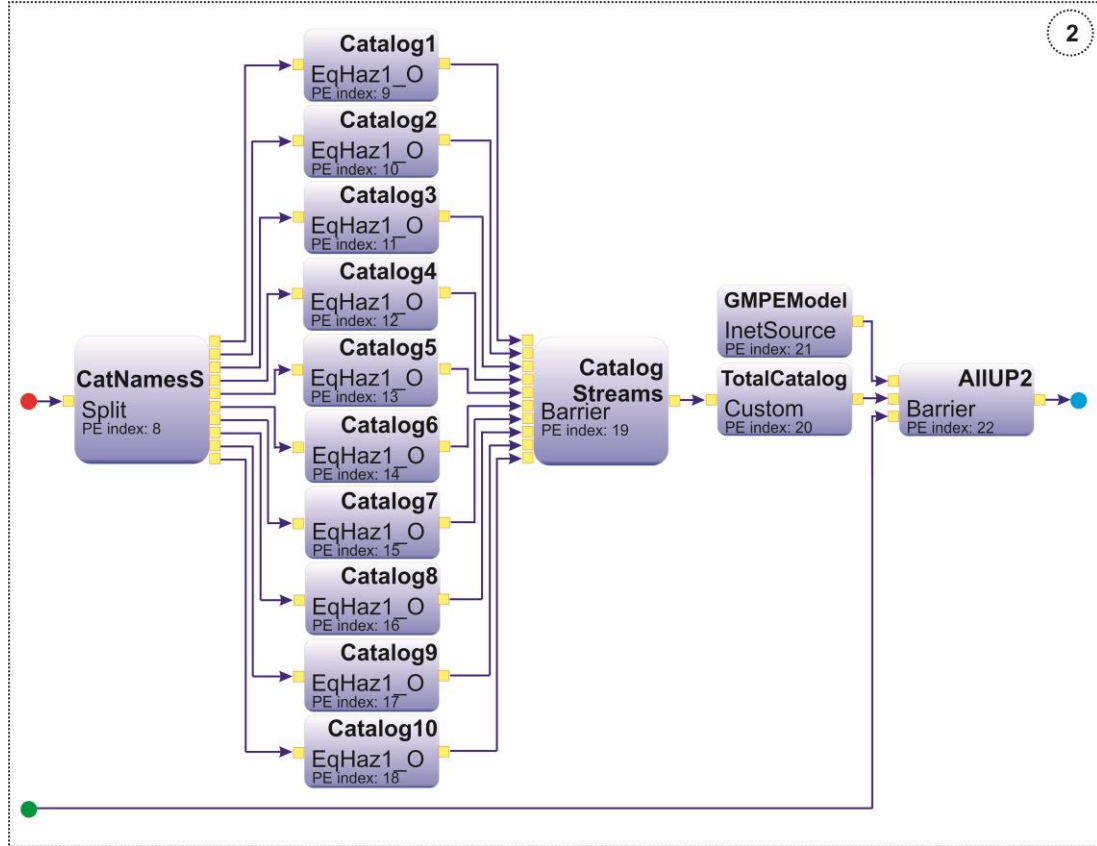 2
Catalog1
EqHaz1_O
PE index: 9
Catalog2
EqHaz1_O
PE index: 10
Catalog3
EqHaz1_O
PE index: 11
Catalog4
EqHaz1_O
PE index: 12
Catalog5
EqHaz1_O
PE index: 13
Catalog6
EqHaz1_O
PE index: 14
Catalog7
EqHaz1_O
PE index: 15
Catalog8
EqHaz1_O
PE index: 16
Catalog9
EqHaz1_O
PE index: 17
Catalog10
EqHaz1_O
PE index: 18
CatNamesS
Split
PE index: 8
Catalog
Streams
Barrier
PE index: 19
GMPEModel
InetSource
PE index: 21
TotalCatalog
Custom
PE index: 20
AllUP2
Barrier
PE index: 22